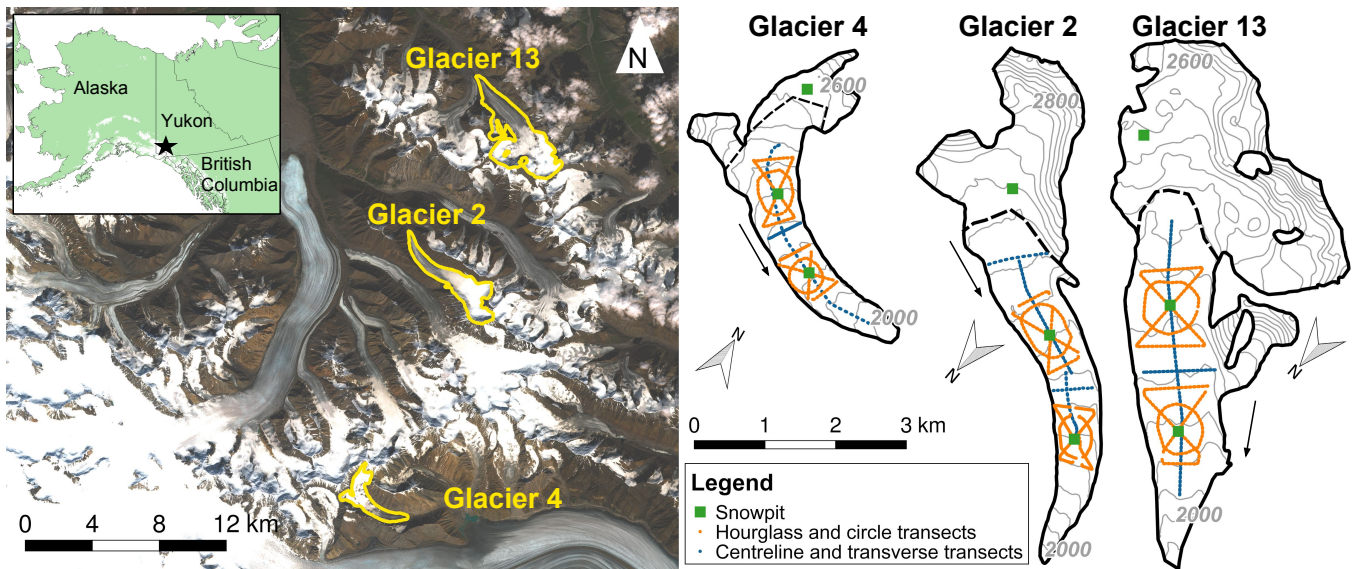 Alaska
Yukon
British
Columbia
Glacier 13
N
Glacier 2
Glacier 4
0 4 8 12 km
Glacier 4
Glacier 2
Glacier 13
2600
2000
N
2800
2000
N
2600
2000
N
0 1 2 3 km
Legend
Snowpit
Hourglass and circle transects
Centreline and transverse transects